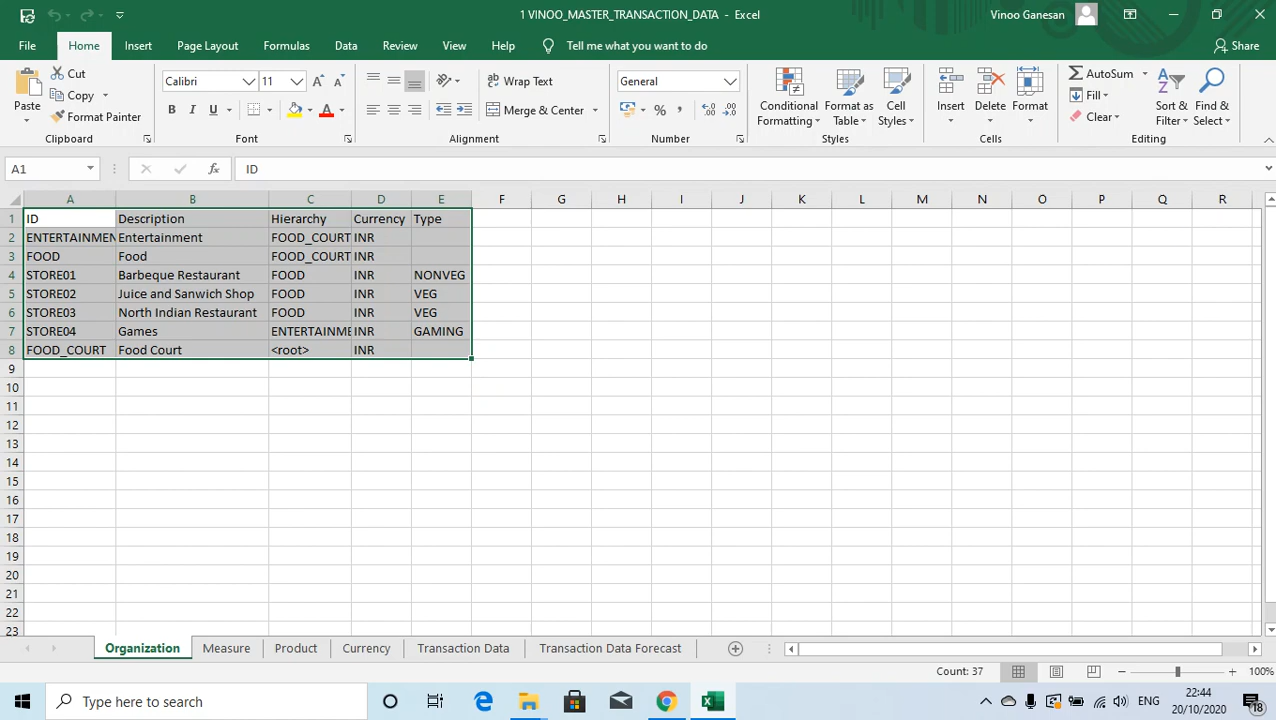 1 VINOO_MASTER_TRANSACTION_DATA - Excel
Vinoo Ganesan
File Home Insert Page Layout Formulas Data Review View Help Tell me what you want to do Share
Paste Cut
Copy
Format Painter
Clipboard
Calibri 11
B I U A
Font
Wrap Text
Merge & Center
Alignment
General
%
Number
Conditional Formatting
Format as Table
Cell Styles
Styles
Insert Delete Format
Cells
AutoSum
Fill
Clear
Sort & Filter
Find & Select
Editing
A1 fx ID
A B C D E F G H I J K L M N O P Q R
1 ID Description Hierarchy Currency Type
2 ENTERTAINMEN Entertainment FOOD_COURT INR
3 FOOD Food FOOD_COURT INR
4 STORE01 Barbeque Restaurant FOOD INR NONVEG
5 STORE02 Juice and Sanwich Shop FOOD INR VEG
6 STORE03 North Indian Restaurant FOOD INR VEG
7 STORE04 Games ENTERTAINME INR GAMING
8 FOOD_COURT Food Court <root> INR
9
10
11
12
13
14
15
16
17
18
19
20
21
22
23
Organization Measure Product Currency Transaction Data Transaction Data Forecast
Count: 37 100%
Type here to search
ENG
22:44
20/10/2020
18